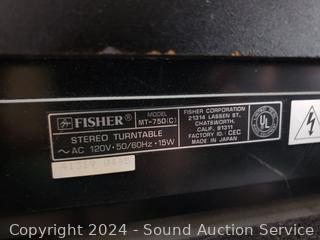 FISHER®
MODEL
MT-750(C)
STEREO TURNTABLE
~ AC 120V • 50/60Hz • 15W
FISHER CORPORATION
21314 LASSEN ST.
CHATSWORTH,
CALIF. 91311
FACTORY ID.: CEC
MADE IN JAPAN
UL
Copyright © 2024 - Sound Auction Service